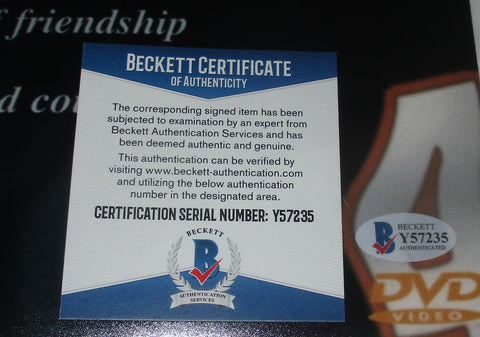 f friendship
d cou
BECKETT CERTIFICATE
OF AUTHENTICITY
The corresponding signed item has been
subjected to examination by an expert from
Beckett Authentication Services and has
been deemed authentic and genuine.
This authentication can be verified by
visiting www.beckett-authentication.com
and utilizing the below authentication
number in the designated area.
CERTIFICATION SERIAL NUMBER: Y57235
BECKETT
B
AUTHENTICATION
SERVICES
BECKETT
B
Y57235
AUTHENTICATED
DVD
VIDEO